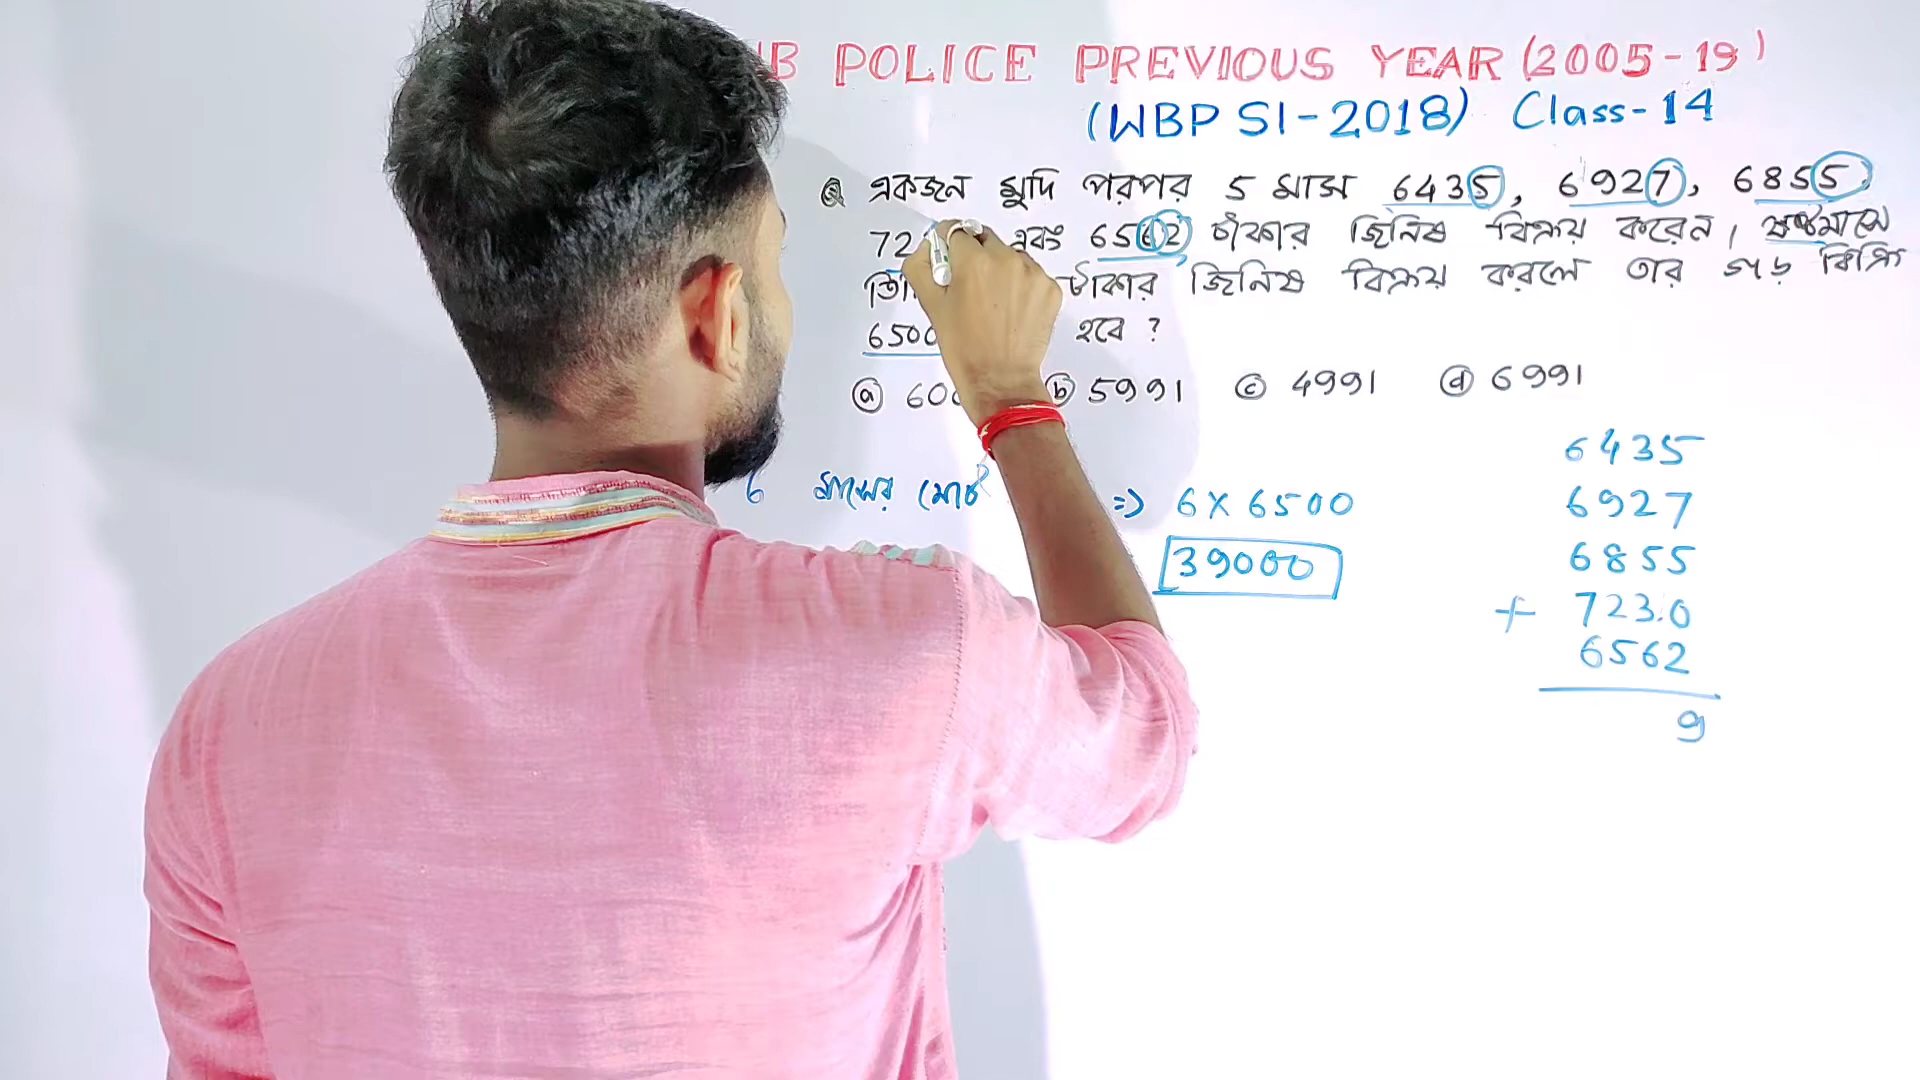 B POLICE PREVIOUS YEAR (2005-19)
(WBP SI-2018) Class-14
Q একজন মুদি পরপর 5 মাস 6435, 6927, 6855,
72 এবং 6562 টাকার জিনিষ বিক্রয় করেন, ষষ্ঠমাসে
টাকার জিনিষ বিক্রয় করলে তার গড় বিক্রি
6500 হবে ?
(a) 600 (b) 5991 (c) 4991 (d) 6991
6 মাসের মোট => 6 X 6500
39000
6435
6927
6855
+ 7230
6562
9